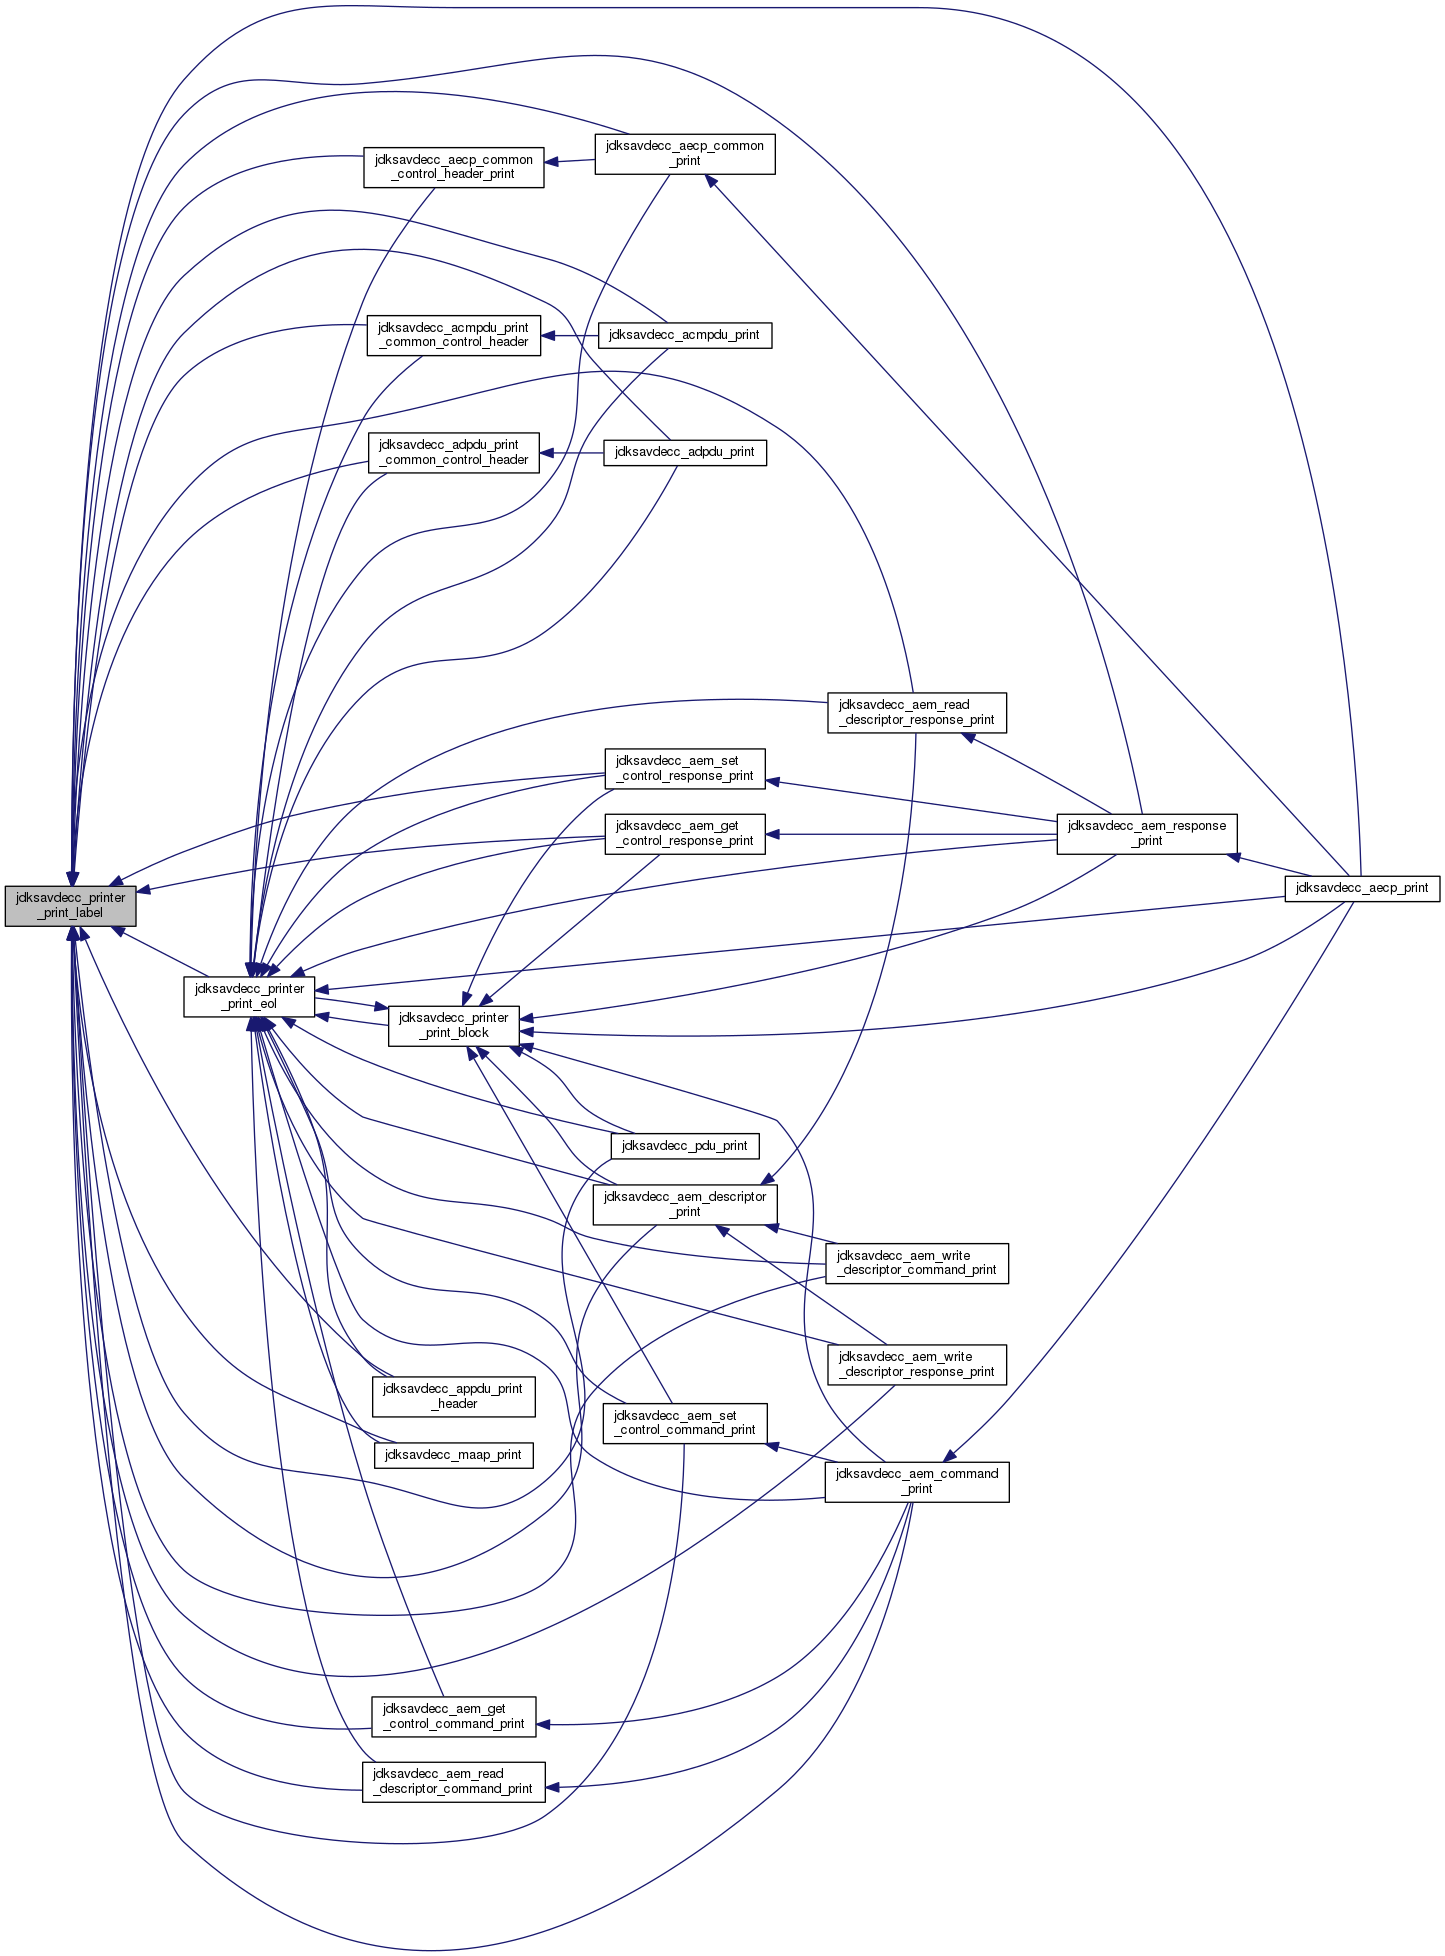 jdksavdecc_aecp_common
_print
jdksavdecc_aecp_common
_control_header_print
jdksavdecc_acmpdu_print
_common_control_header
jdksavdecc_acmpdu_print
jdksavdecc_adpdu_print
_common_control_header
jdksavdecc_adpdu_print
jdksavdecc_aem_read
_descriptor_response_print
jdksavdecc_aem_set
_control_response_print
jdksavdecc_aem_get
_control_response_print
jdksavdecc_aem_response
_print
jdksavdecc_aecp_print
jdksavdecc_printer
_print_label
jdksavdecc_printer
_print_eol
jdksavdecc_printer
_print_block
jdksavdecc_pdu_print
jdksavdecc_aem_descriptor
_print
jdksavdecc_aem_write
_descriptor_command_print
jdksavdecc_aem_write
_descriptor_response_print
jdksavdecc_appdu_print
_header
jdksavdecc_aem_set
_control_command_print
jdksavdecc_maap_print
jdksavdecc_aem_command
_print
jdksavdecc_aem_get
_control_command_print
jdksavdecc_aem_read
_descriptor_command_print